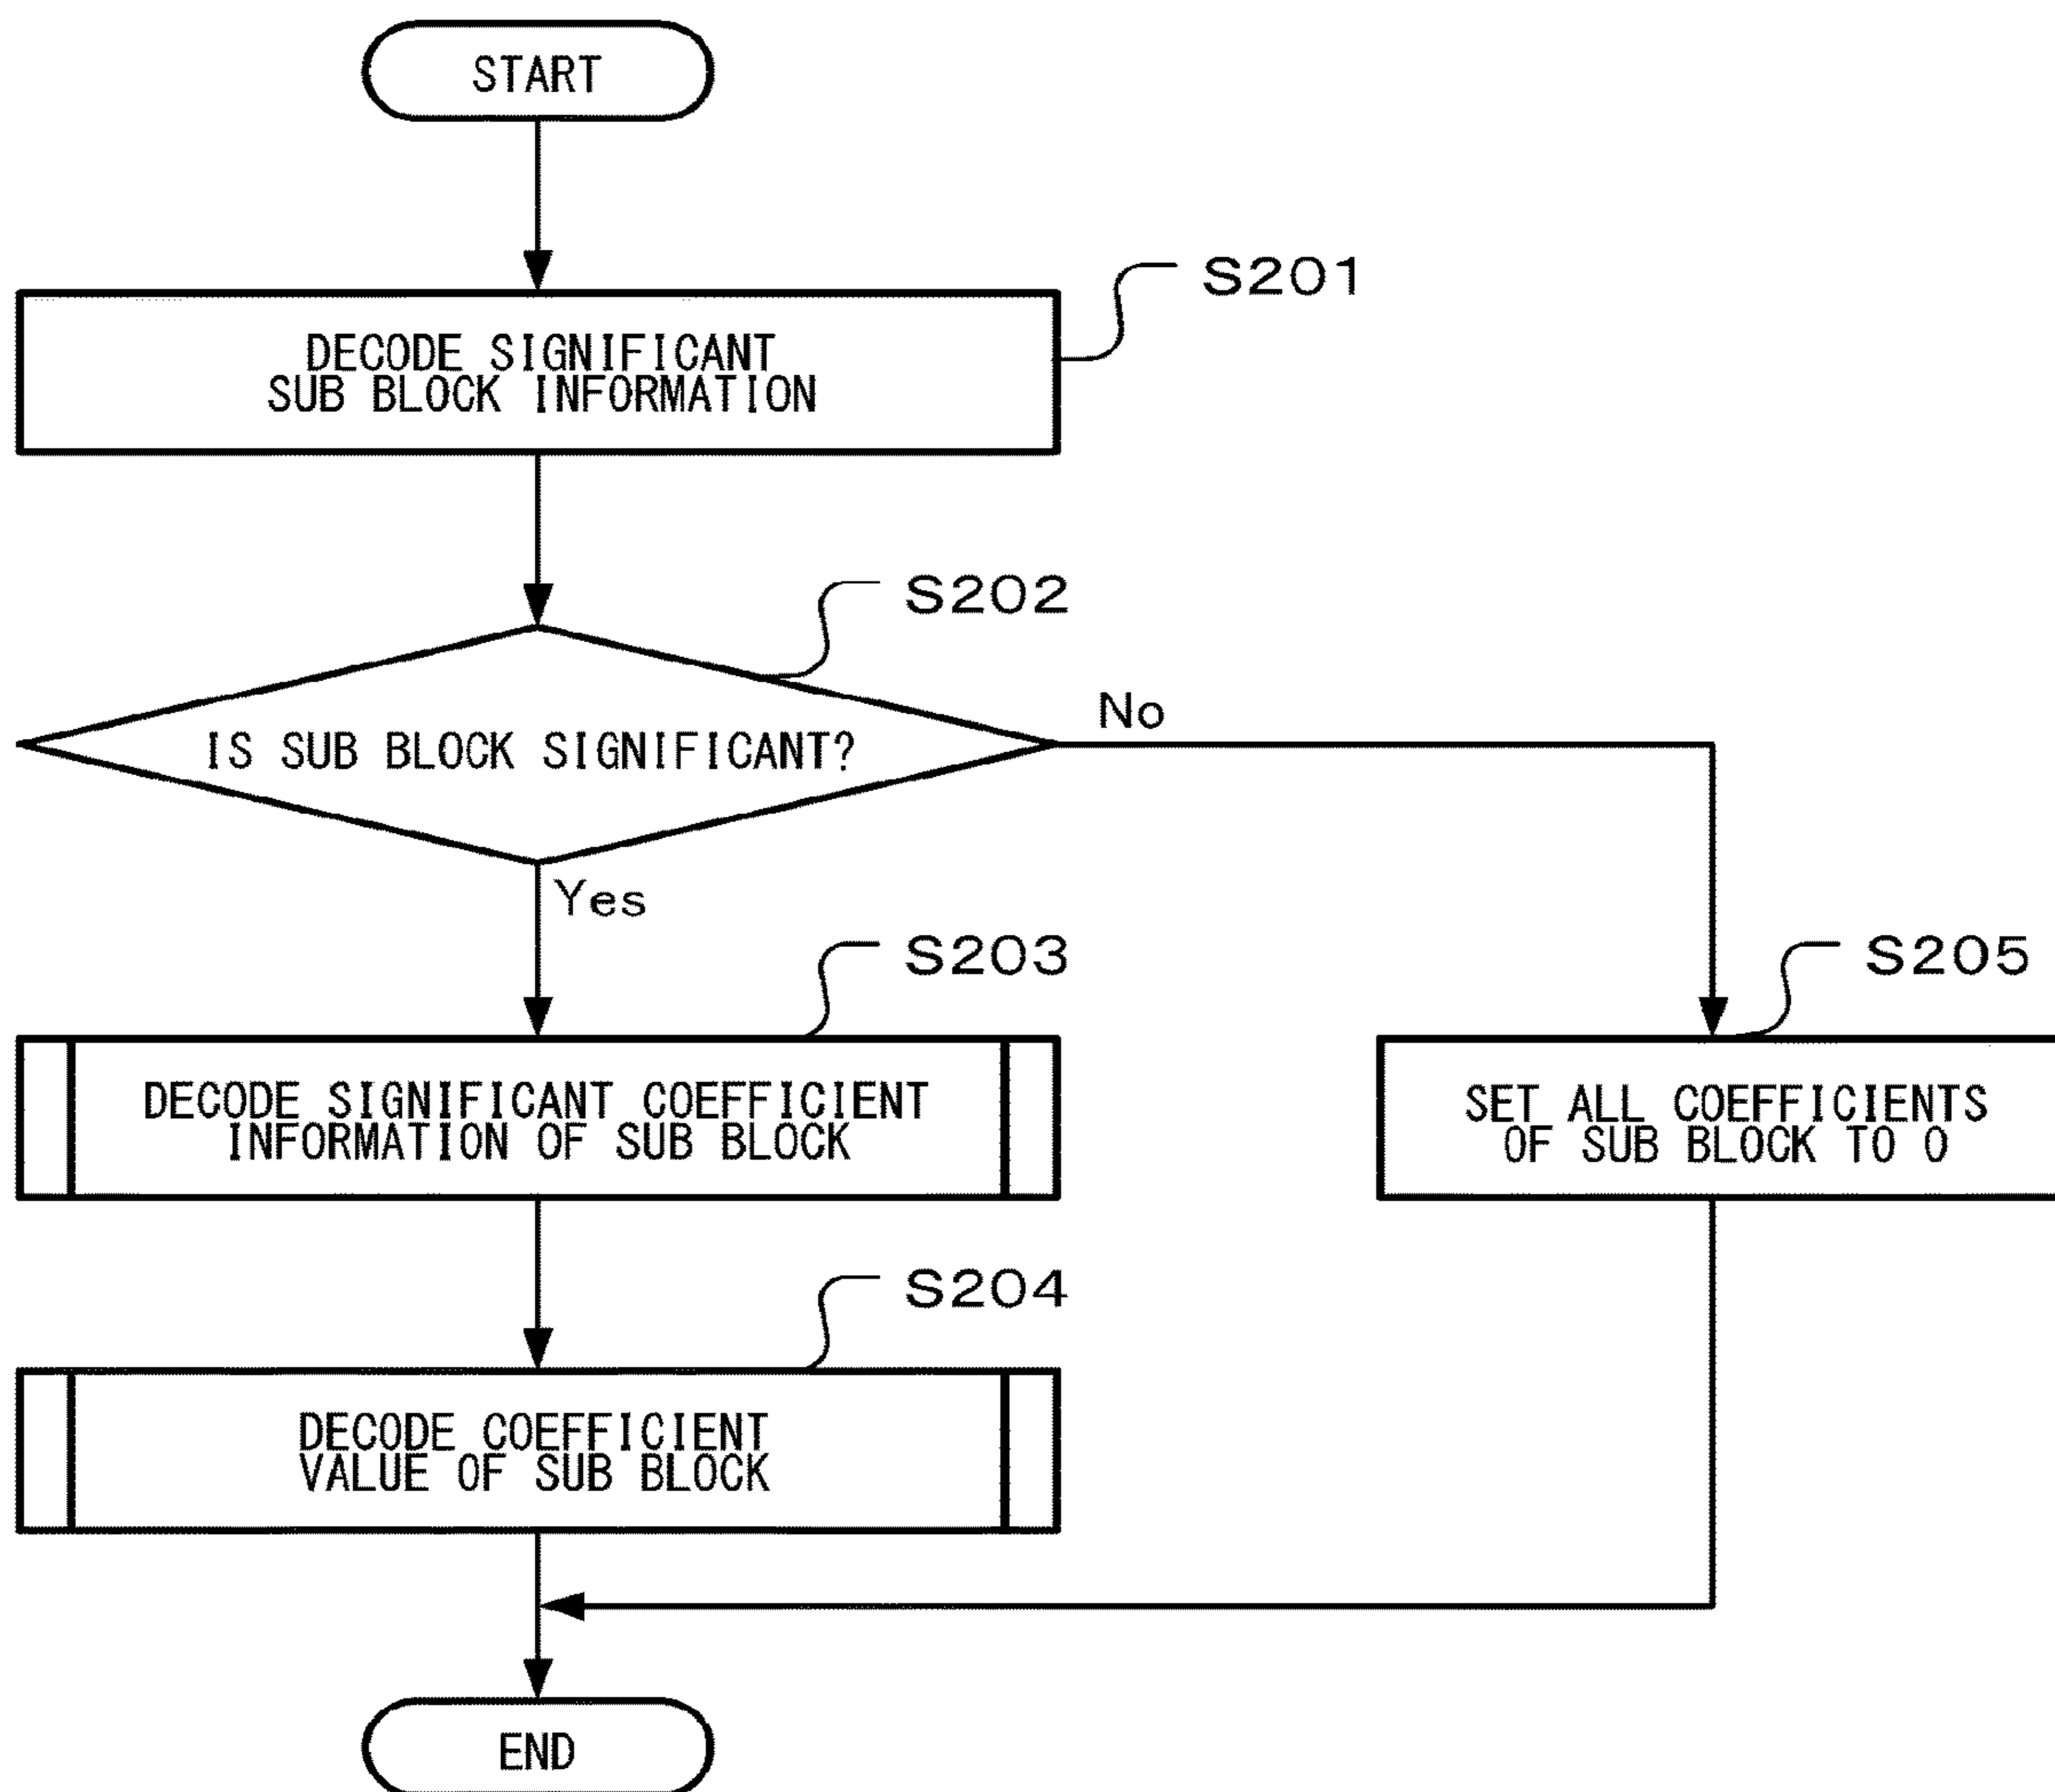 START
S201
DECODE SIGNIFICANT
SUB BLOCK INFORMATION
S202
IS SUB BLOCK SIGNIFICANT?
No
Yes
S203
DECODE SIGNIFICANT COEFFICIENT
INFORMATION OF SUB BLOCK
S205
SET ALL COEFFICIENTS
OF SUB BLOCK TO 0
S204
DECODE COEFFICIENT
VALUE OF SUB BLOCK
END